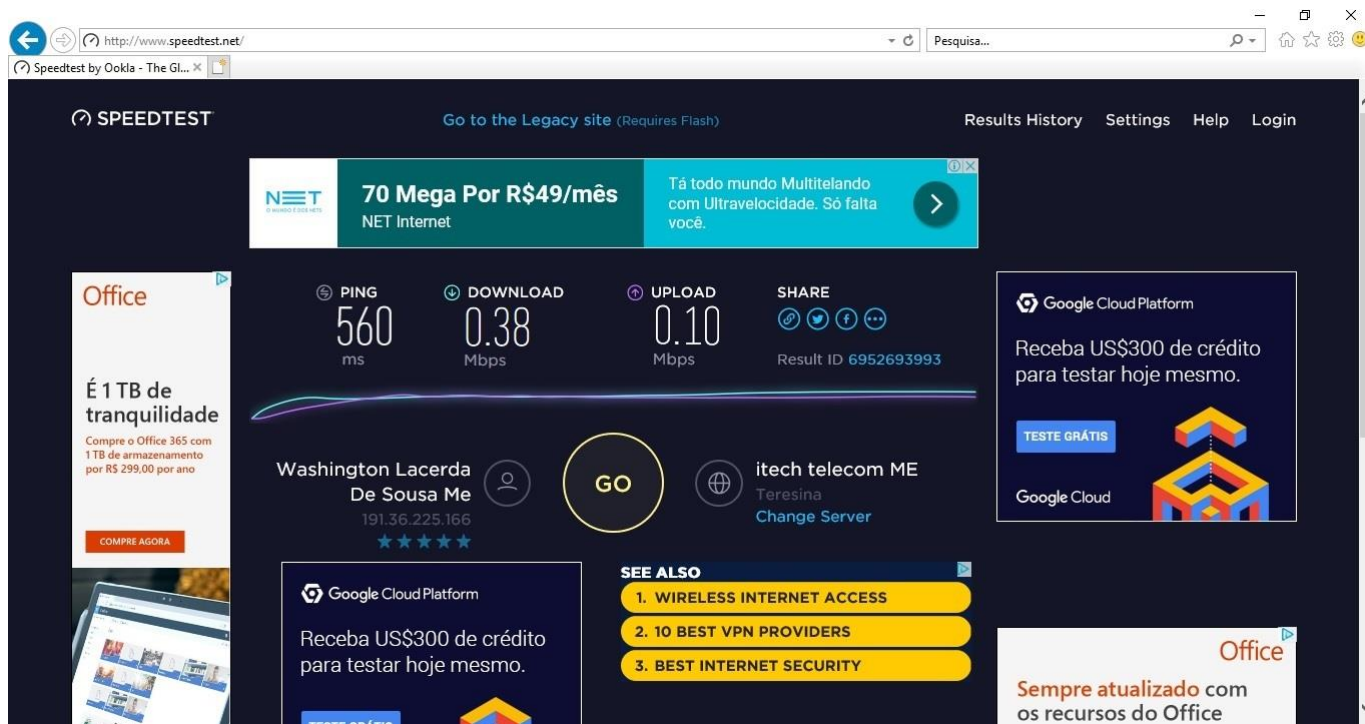 http://www.speedtest.net/
Pesquisa...
Speedtest by Ookla - The Gl...
SPEEDTEST
Go to the Legacy site (Requires Flash)
Results History Settings Help Login
NET
70 Mega Por R$49/mês
NET Internet
Tá todo mundo Multitelando
com Ultravelocidade. Só falta
você.
Office
É 1 TB de
tranquilidade
Compre o Office 365 com
1 TB de armazenamento
por R$ 299,00 por ano
COMPRE AGORA
PING
560
ms
DOWNLOAD
0.38
Mbps
UPLOAD
0.10
Mbps
SHARE
Result ID 6952693993
Washington Lacerda
De Sousa Me
191.36.225.166
GO
itech telecom ME
Teresina
Change Server
Google Cloud Platform
Receba US$300 de crédito
para testar hoje mesmo.
TESTE GRÁTIS
Google Cloud
Google Cloud Platform
Receba US$300 de crédito
para testar hoje mesmo.
TESTE GRÁTIS
SEE ALSO
1. WIRELESS INTERNET ACCESS
2. 10 BEST VPN PROVIDERS
3. BEST INTERNET SECURITY
Office
Sempre atualizado com
os recursos do Office